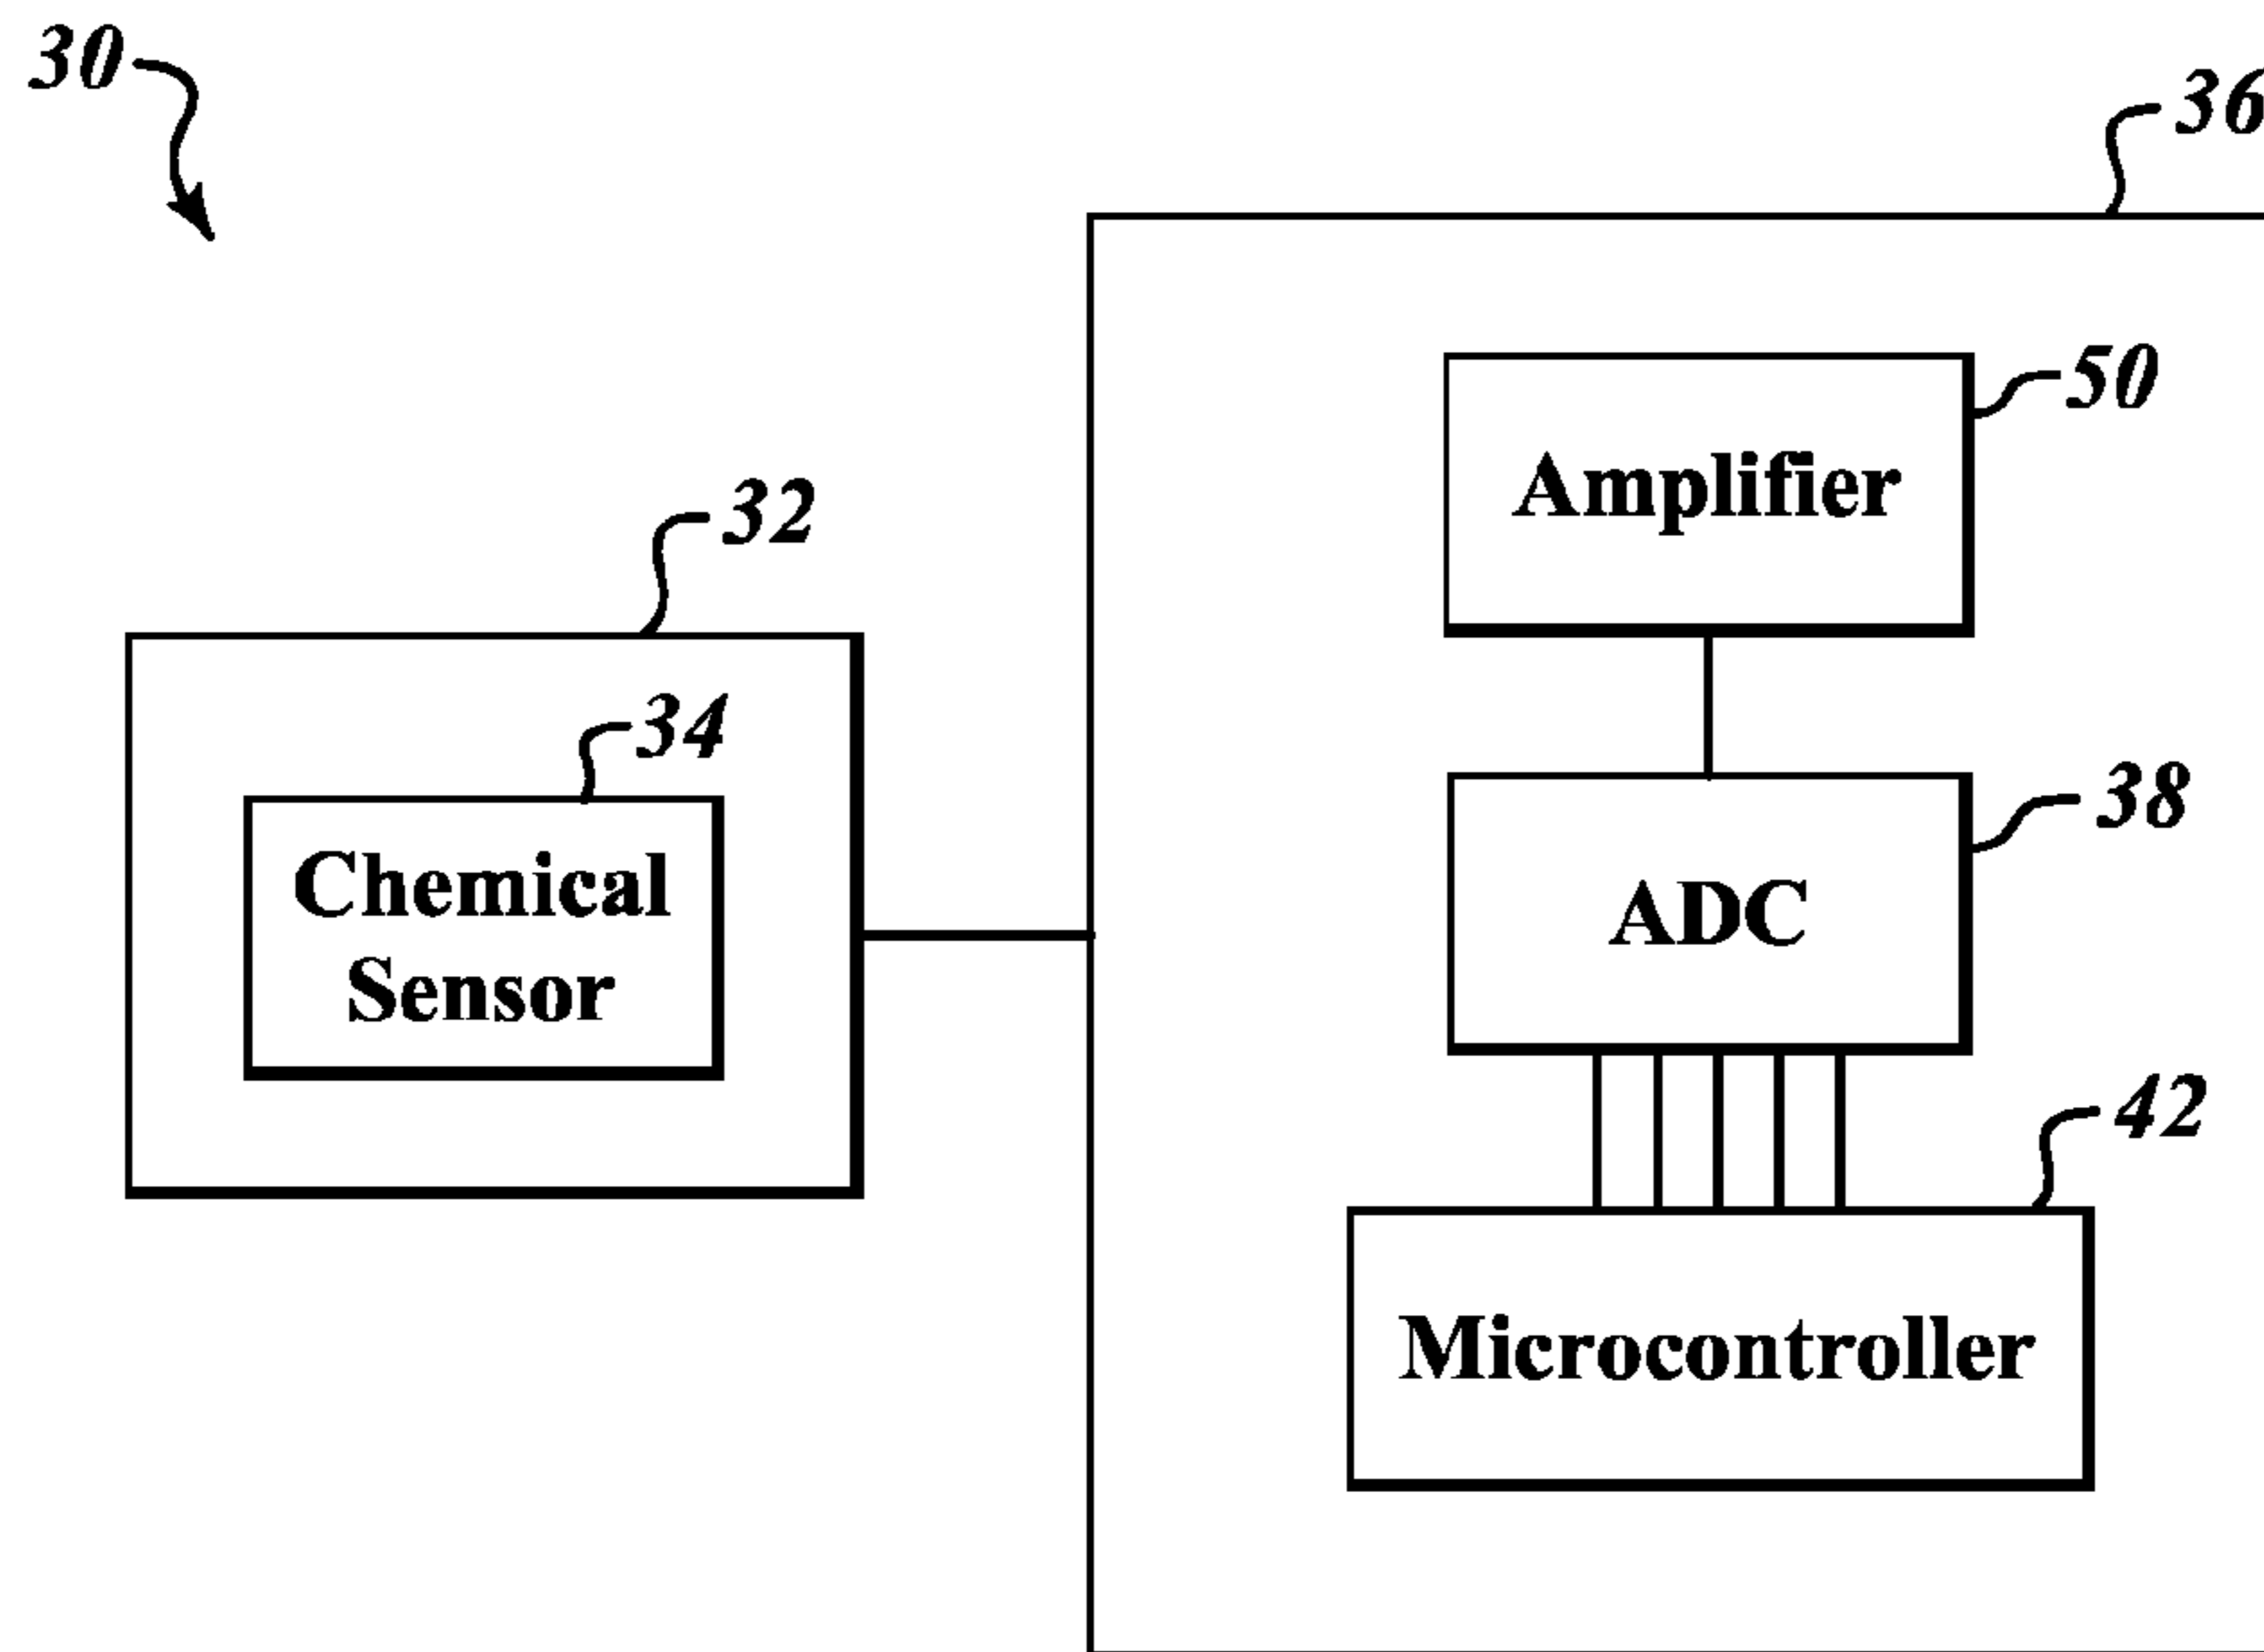 30
36
50
Amplifier
32
34
38
Chemical
Sensor
ADC
42
Microcontroller